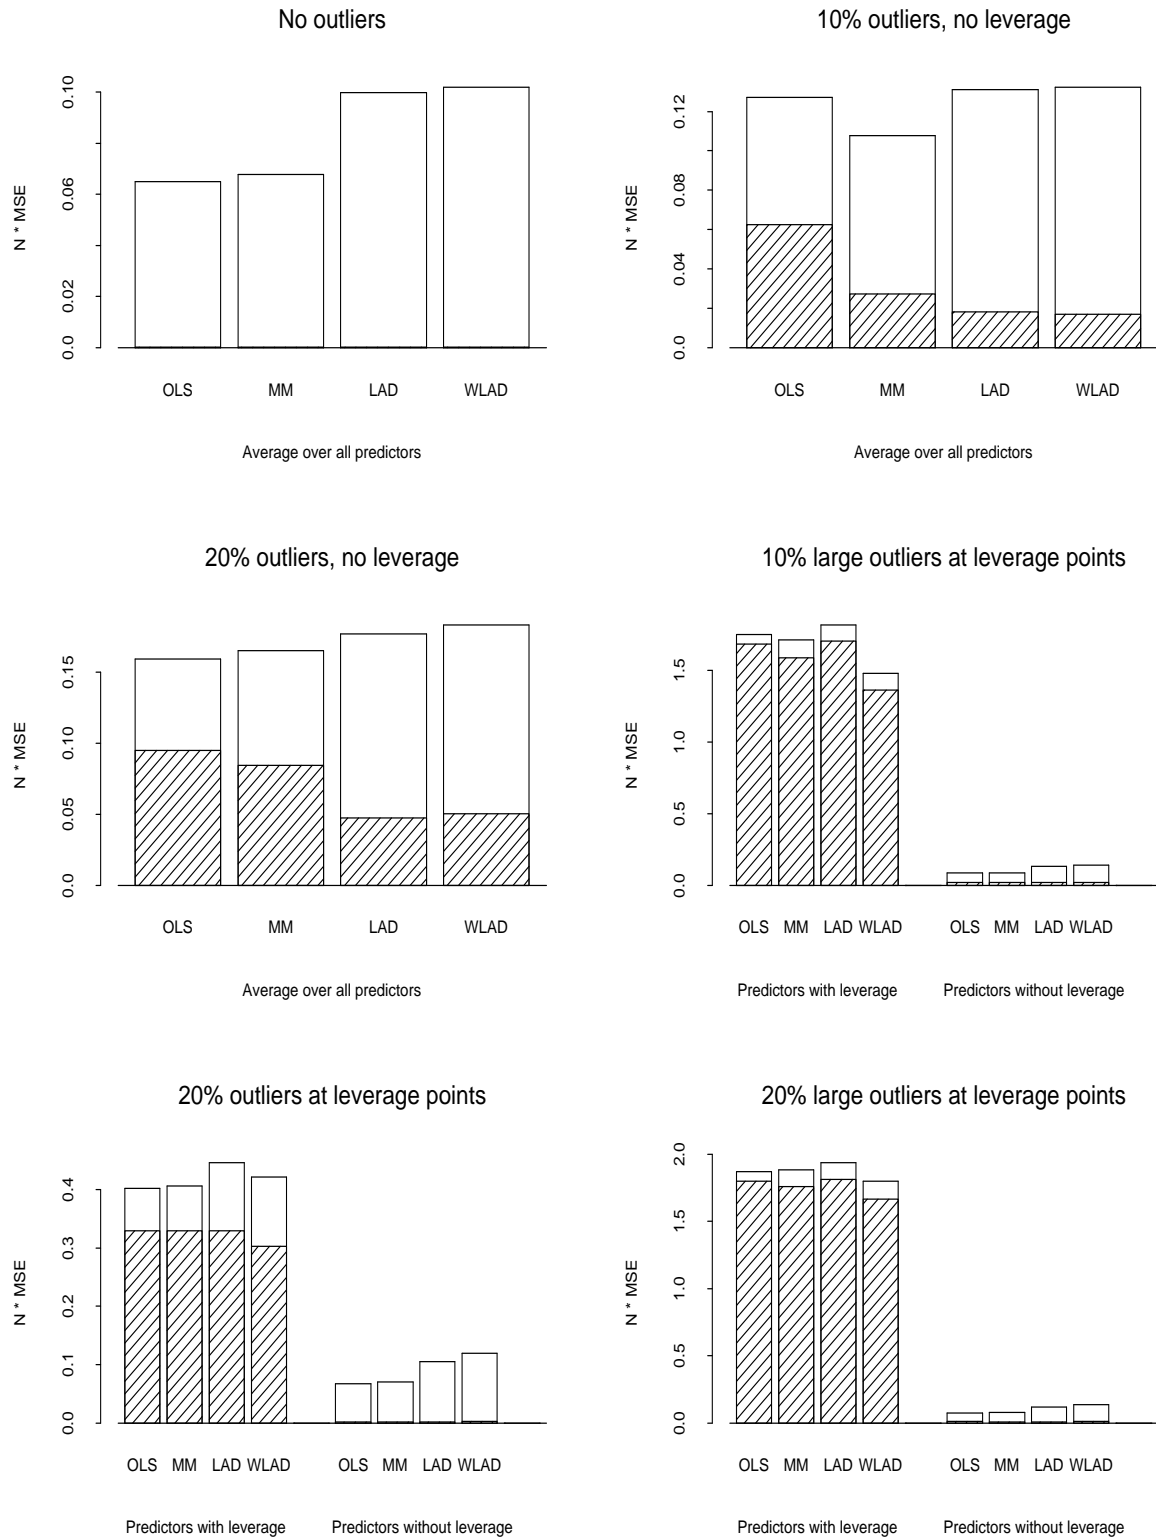 No outliers
N * MSE
0.0
0.02
0.06
0.10
OLS MM LAD WLAD
Average over all predictors
10% outliers, no leverage
N * MSE
0.0
0.04
0.08
0.12
OLS MM LAD WLAD
Average over all predictors
20% outliers, no leverage
N * MSE
0.0
0.05
0.10
0.15
OLS MM LAD WLAD
Average over all predictors
10% large outliers at leverage points
N * MSE
0.0
0.5
1.0
1.5
OLS MM LAD WLAD OLS MM LAD WLAD
Predictors with leverage Predictors without leverage
20% outliers at leverage points
N * MSE
0.0
0.1
0.2
0.3
0.4
OLS MM LAD WLAD OLS MM LAD WLAD
Predictors with leverage Predictors without leverage
20% large outliers at leverage points
N * MSE
0.0
0.5
1.0
1.5
2.0
OLS MM LAD WLAD OLS MM LAD WLAD
Predictors with leverage Predictors without leverage